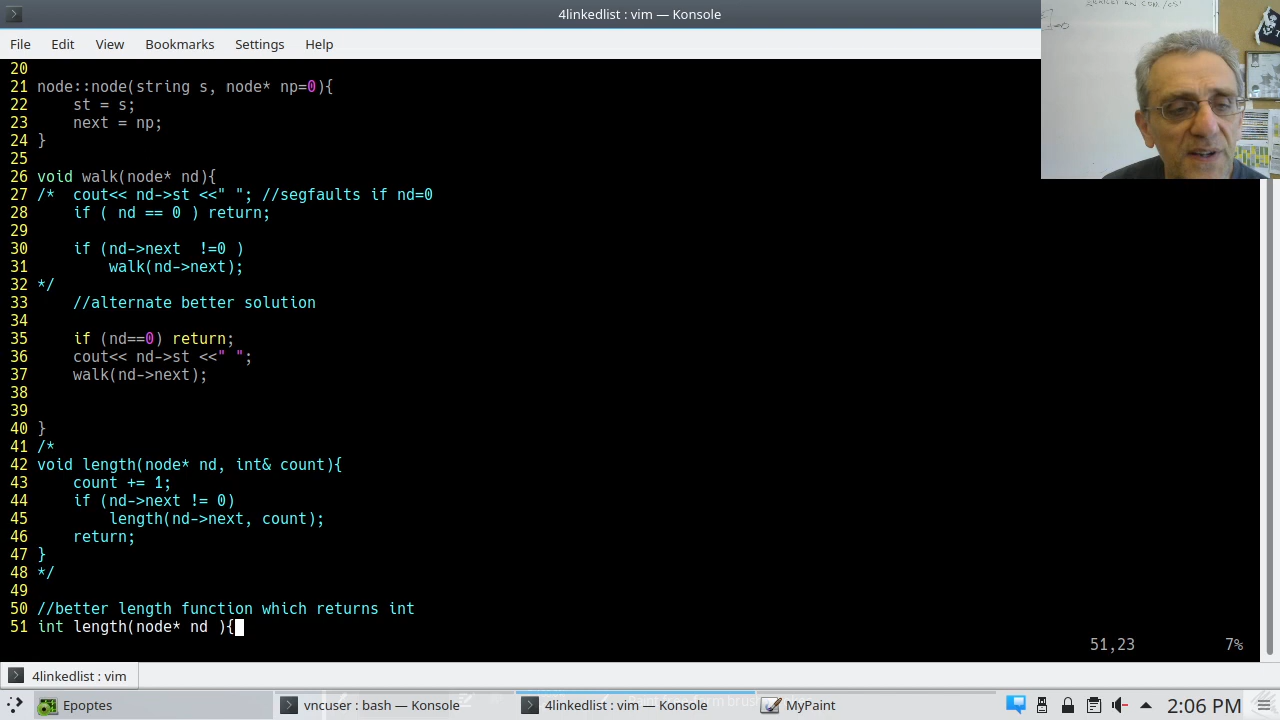 4linkedlist : vim — Konsole
File Edit View Bookmarks Settings Help
20
21 node::node(string s, node* np=0){
22     st = s;
23     next = np;
24 }
25
26 void walk(node* nd){
27 /*  cout<< nd->st <<" "; //segfaults if nd=0
28     if ( nd == 0 ) return;
29
30     if (nd->next  !=0 )
31         walk(nd->next);
32 */
33     //alternate better solution
34
35     if (nd==0) return;
36     cout<< nd->st <<" ";
37     walk(nd->next);
38
39
40 }
41 /*
42 void length(node* nd, int& count){
43     count += 1;
44     if (nd->next != 0)
45         length(nd->next, count);
46     return;
47 }
48 */
49
50 //better length function which returns int
51 int length(node* nd ){
51,23 7%
4linkedlist : vim
Epoptes vncuser : bash — Konsole 4linkedlist : vim — Konsole MyPaint 2:06 PM